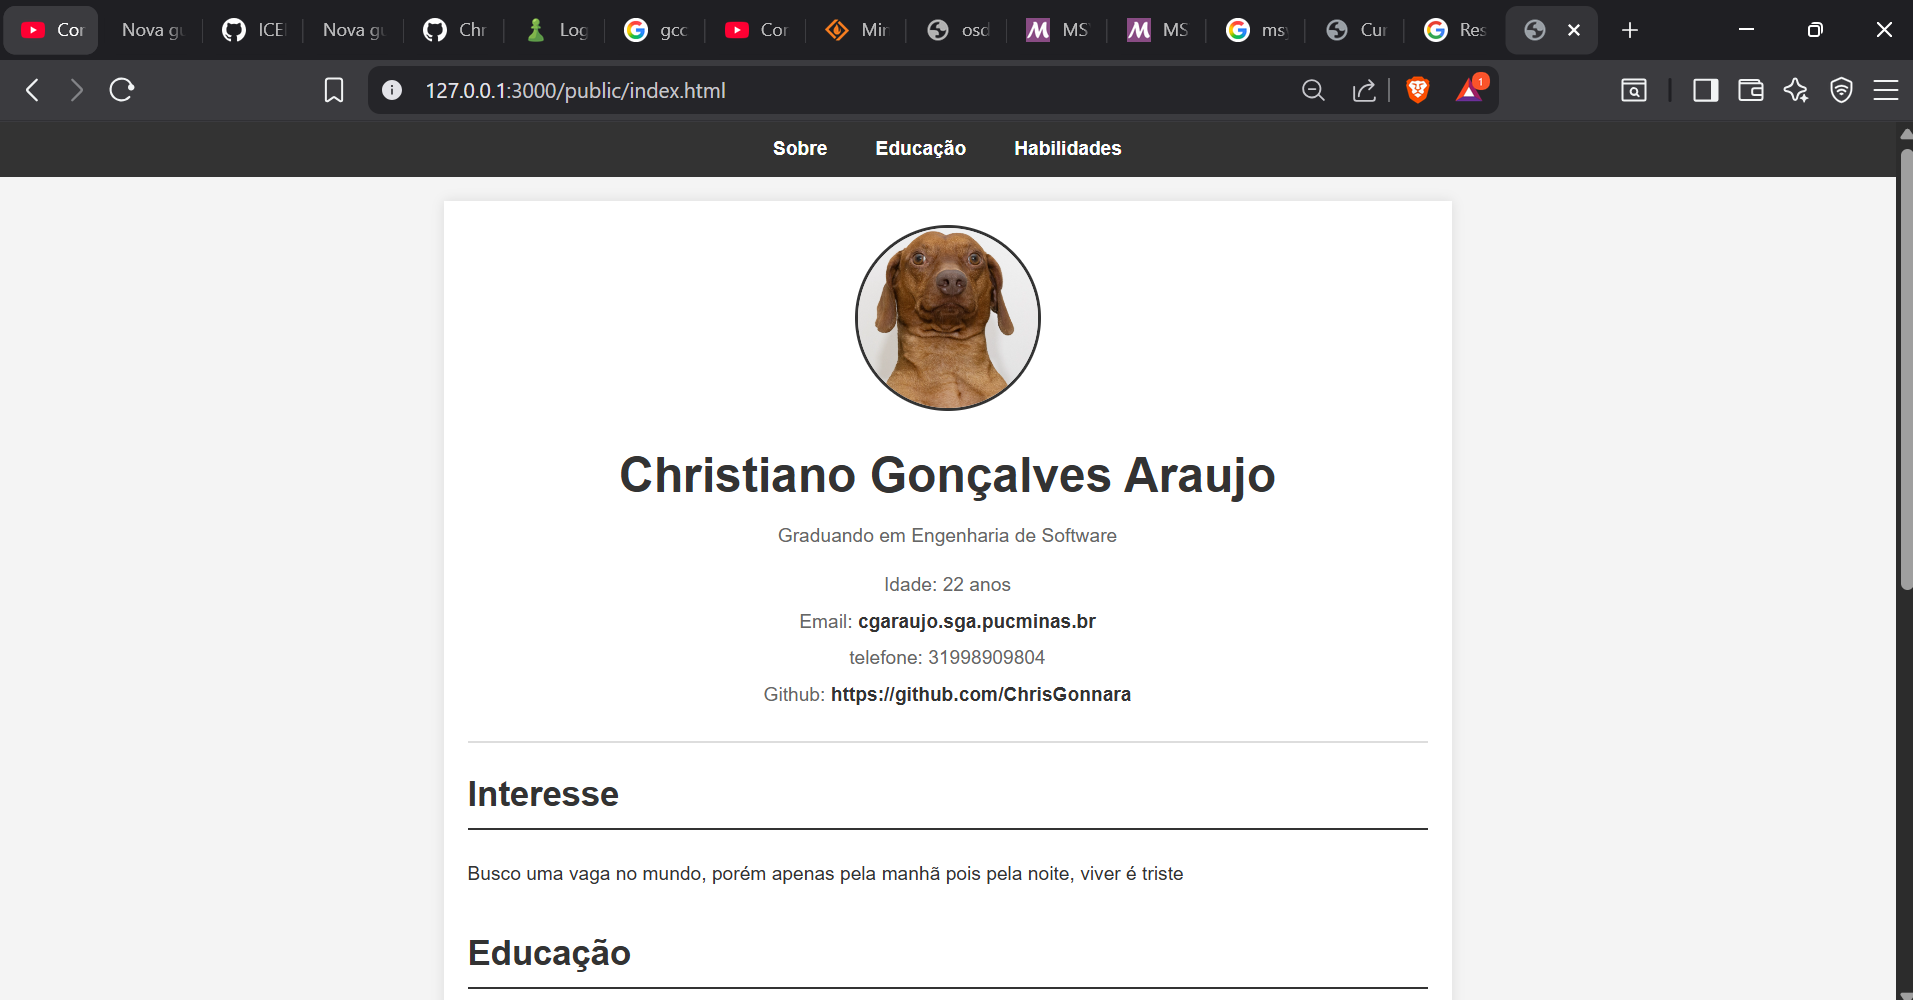 Cor
Nova gu
ICEI
Nova gu
Chr
Log
gcc
Cor
Min
osd
MS
MS
msy
Cur
Res
127.0.0.1:3000/public/index.html
1
Sobre Educação Habilidades
Christiano Gonçalves Araujo
Graduando em Engenharia de Software
Idade: 22 anos
Email: cgaraujo.sga.pucminas.br
telefone: 31998909804
Github: https://github.com/ChrisGonnara
Interesse
Busco uma vaga no mundo, porém apenas pela manhã pois pela noite, viver é triste
Educação